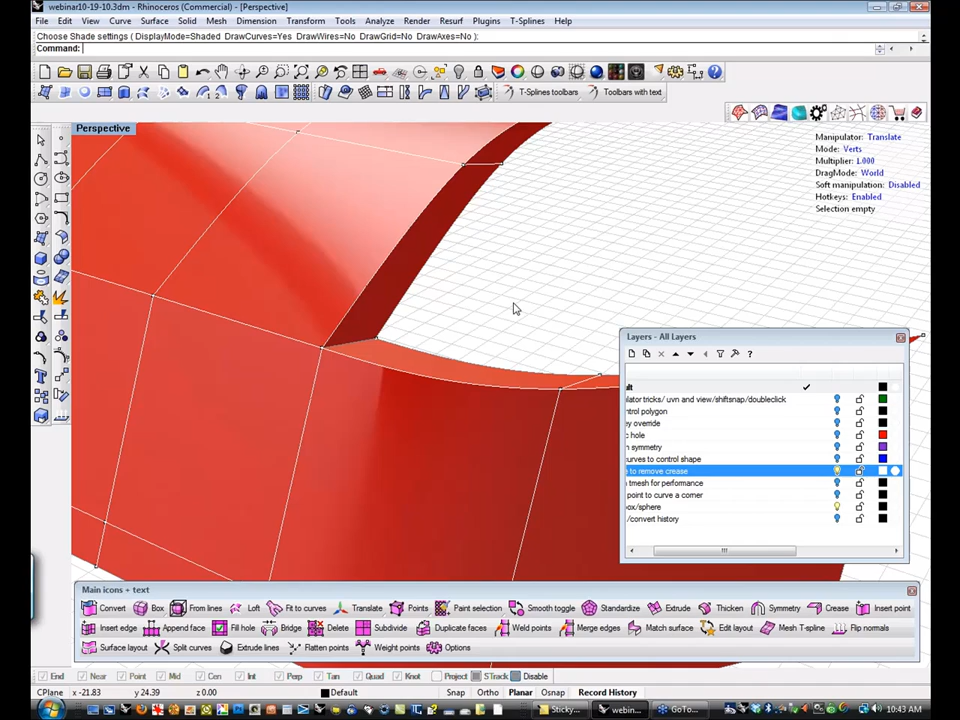 webinar10-19-10.3dm - Rhinoceros (Commercial) - [Perspective]
File Edit View Curve Surface Solid Mesh Dimension Transform Tools Analyze Render Resurf Plugins T-Splines Help
Choose Shade settings ( DisplayMode=Shaded DrawCurves=Yes DrawWires=No DrawGrid=No DrawAxes=No ):
Command:
T-Splines toolbars Toolbars with text
Perspective
Manipulator: Translate
Mode: Verts
Multiplier: 1.000
DragMode: World
Soft manipulation: Disabled
Hotkeys: Enabled
Selection empty
Layers - All Layers
ult
ulator tricks/ uvn and view/shiftsnap/doubleclick
ntrol polygon
ey override
c hole
n symmetry
curves to control shape
e to remove crease
n tmesh for performance
point to curve a corner
box/sphere
/convert history
Main icons + text
Convert Box From lines Loft Fit to curves Translate Points Paint selection Smooth toggle Standardize Extrude Thicken Symmetry Crease Insert point
Insert edge Append face Fill hole Bridge Delete Subdivide Duplicate faces Weld points Merge edges Match surface Edit layout Mesh T-spline Flip normals
Surface layout Split curves Extrude lines Flatten points Weight points Options
End Near Point Mid Cen Int Perp Tan Quad Knot Project STrack Disable
CPlane x -21.83 y 24.39 z 0.00 Default Snap Ortho Planar Osnap Record History
Sticky... webin... GoTo... 10:43 AM